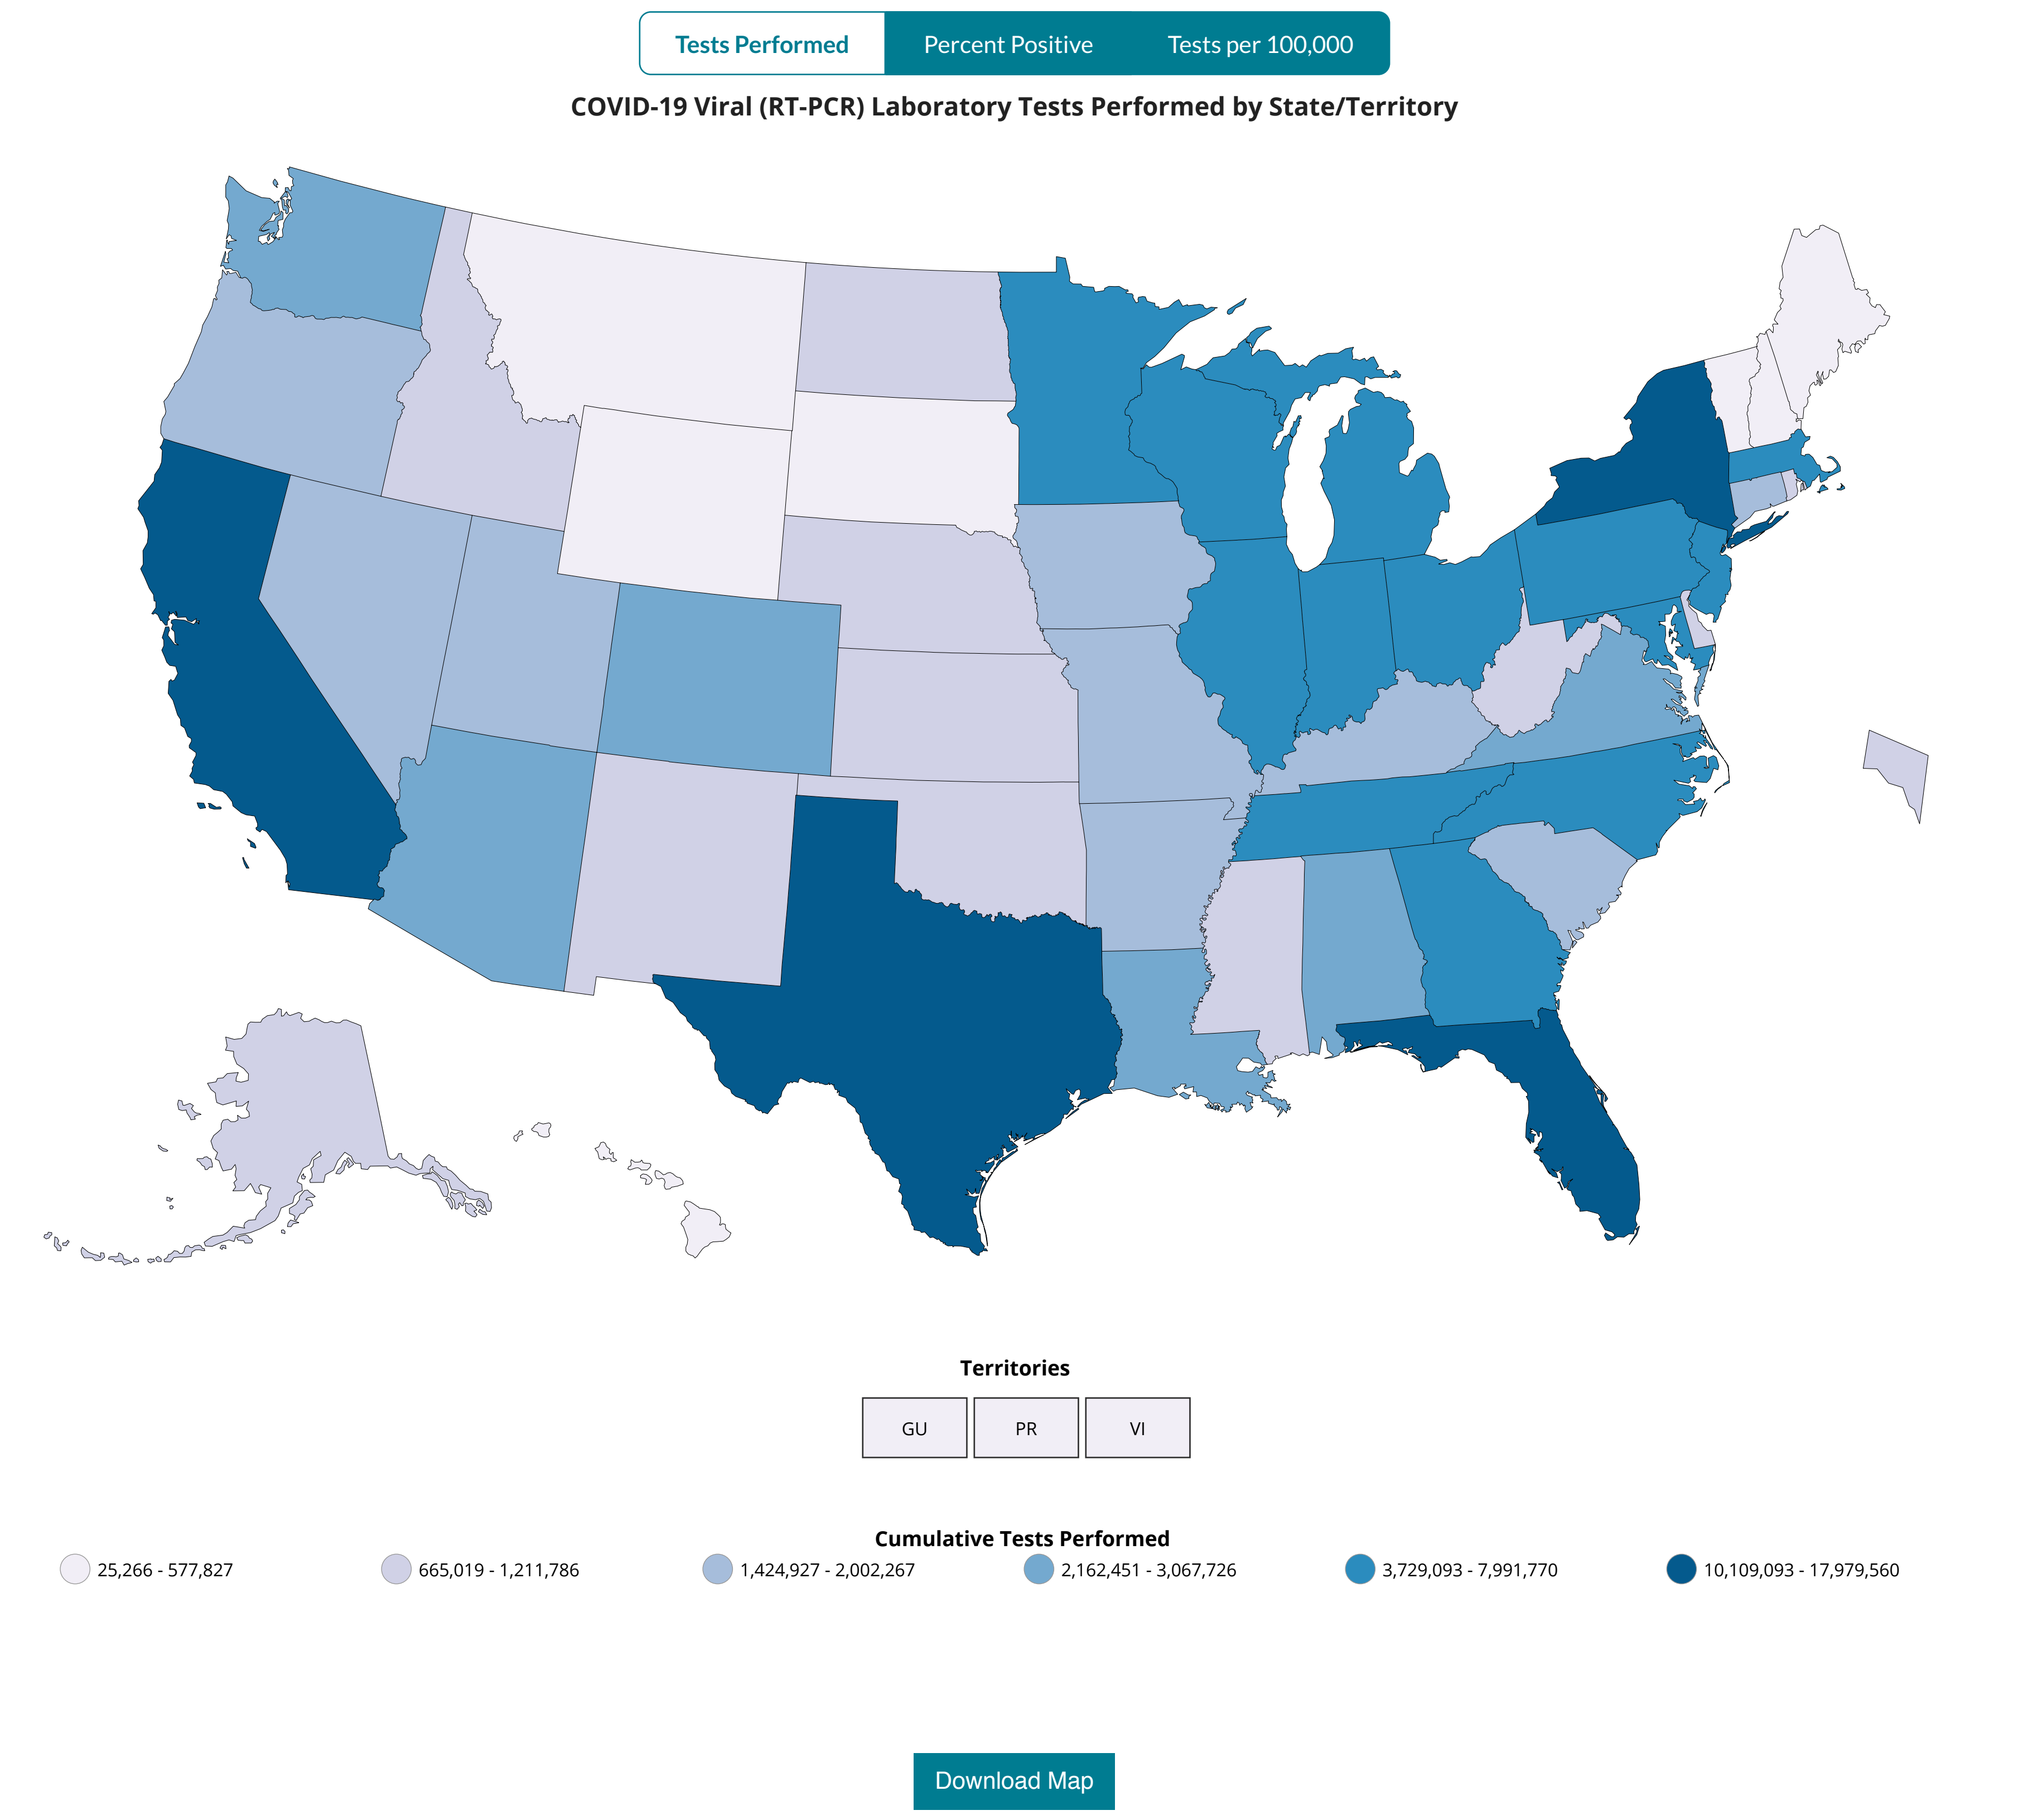 Tests Performed Percent Positive Tests per 100,000
COVID-19 Viral (RT-PCR) Laboratory Tests Performed by State/Territory
Territories
GU PR VI
Cumulative Tests Performed
25,266 - 577,827 665,019 - 1,211,786 1,424,927 - 2,002,267 2,162,451 - 3,067,726 3,729,093 - 7,991,770 10,109,093 - 17,979,560
Download Map